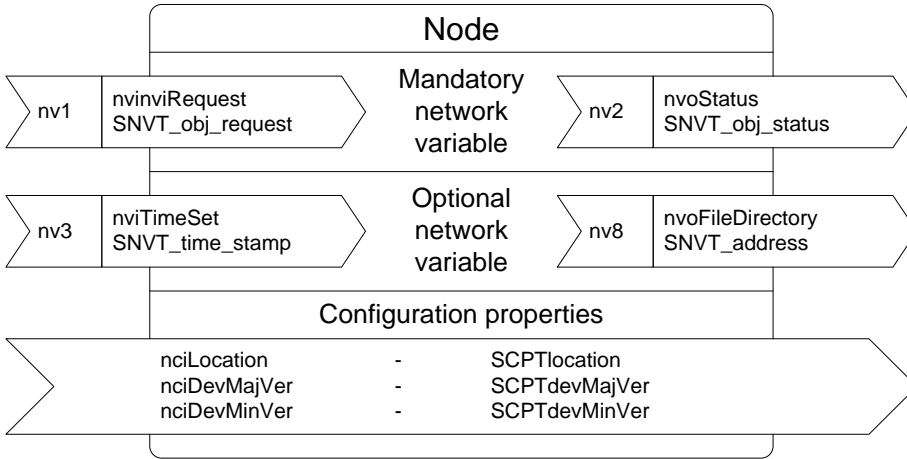 Node
Mandatory
network
variable
nv1
nvinviRequest
SNVT_obj_request
nv2
nvoStatus
SNVT_obj_status
Optional
network
variable
nv3
nviTimeSet
SNVT_time_stamp
nv8
nvoFileDirectory
SNVT_address
Configuration properties
nciLocation - SCPTlocation
nciDevMajVer - SCPTdevMajVer
nciDevMinVer - SCPTdevMinVer